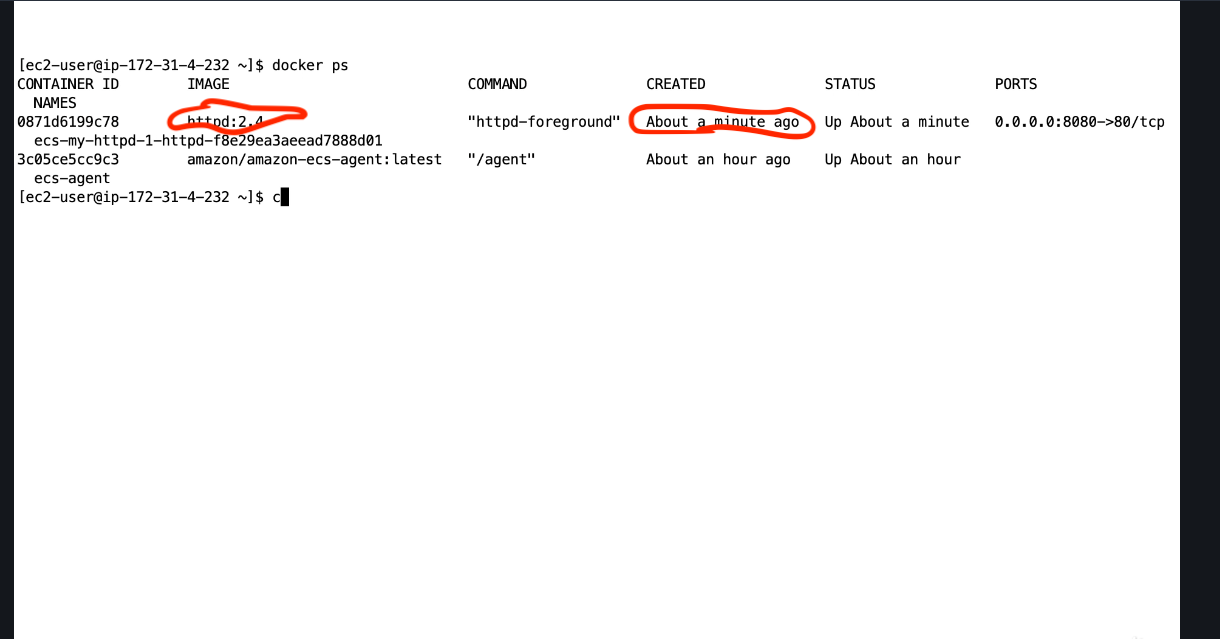 [ec2-user@ip-172-31-4-232 ~]$ docker ps
CONTAINER ID        IMAGE                            COMMAND              CREATED              STATUS              PORTS
  NAMES
0871d6199c78        httpd:2.4                        "httpd-foreground"   About a minute ago   Up About a minute   0.0.0.0:8080->80/tcp
  ecs-my-httpd-1-httpd-f8e29ea3aeead7888d01
3c05ce5cc9c3        amazon/amazon-ecs-agent:latest   "/agent"             About an hour ago    Up About an hour
  ecs-agent
[ec2-user@ip-172-31-4-232 ~]$ c